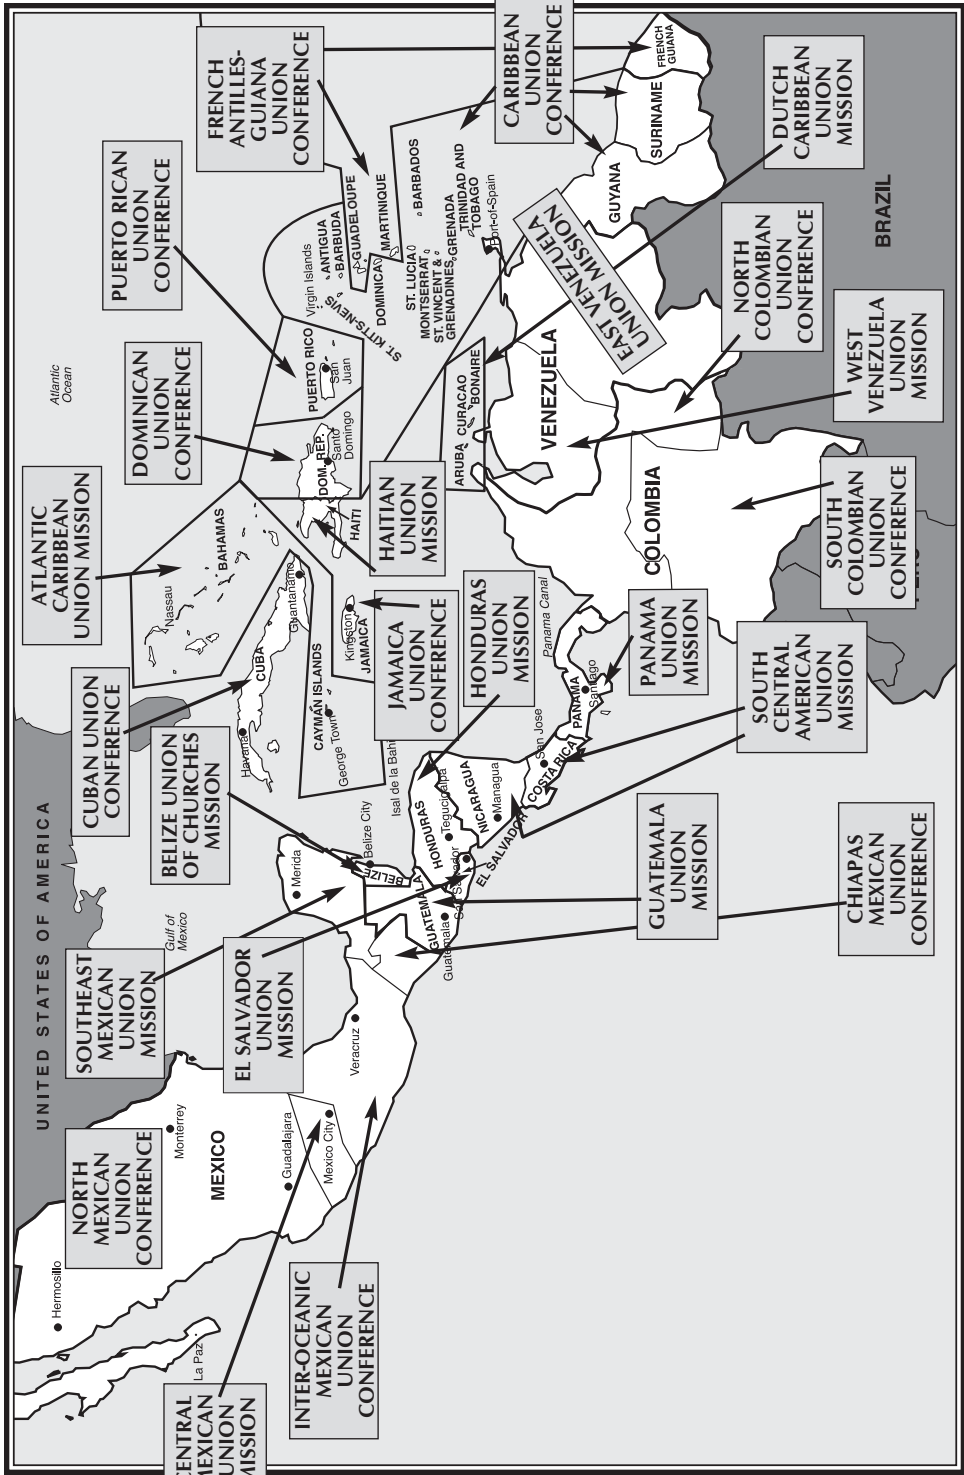 UNITED STATES OF AMERICA
NORTH
MEXICAN
UNION
CONFERENCE
SOUTHEAST
MEXICAN
UNION
MISSION
CUBAN UNION
CONFERENCE
ATLANTIC
CARIBBEAN
UNION MISSION
Atlantic
Ocean
DOMINICAN
UNION
CONFERENCE
PUERTO RICAN
UNION
CONFERENCE
FRENCH
ANTILLES-
GUIANA
UNION
CONFERENCE
BELIZE UNION
OF CHURCHES
MISSION
Gulf of
Mexico
Nassau
BAHAMAS
Hermosillo
La Paz
Monterrey
MEXICO
Guadalajara
Mexico City
Veracruz
Merida
CENTRAL
MEXICAN
UNION
MISSION
INTER-OCEANIC
MEXICAN
UNION
CONFERENCE
EL SALVADOR
UNION
MISSION
Havana
CUBA
Guantanamo
CAYMAN ISLANDS
George Town
Kingston
JAMAICA
HAITI
DOM. REP.
Santo
Domingo
PUERTO RICO
San
Juan
Virgin Islands
ST. KITTS-NEVIS
ANTIGUA
BARBUDA
GUADELOUPE
DOMINICA
MARTINIQUE
ST. LUCIA
MONTSERRAT
ST. VINCENT &
GRENADINES
BARBADOS
GRENADA
TRINIDAD AND
TOBAGO
Port-of-Spain
HAITIAN
UNION
MISSION
JAMAICA
UNION
CONFERENCE
HONDURAS
UNION
MISSION
CARIBBEAN
UNION
CONFERENCE
Belize City
BELIZE
Isal de la Bahi
GUATEMALA
Guatemala
HONDURAS
Tegucigalpa
San Salvador
EL SALVADOR
NICARAGUA
Managua
San Jose
COSTA RICA
PANAMA
Santiago
Panama Canal
ARUBA
CURACAO
BONAIRE
EAST VENEZUELA
UNION MISSION
VENEZUELA
COLOMBIA
GUYANA
SURINAME
FRENCH
GUIANA
BRAZIL
GUATEMALA
UNION
MISSION
PANAMA
UNION
MISSION
SOUTH
CENTRAL
AMERICAN
UNION
MISSION
CHIAPAS
MEXICAN
UNION
CONFERENCE
SOUTH
COLOMBIAN
UNION
CONFERENCE
WEST
VENEZUELA
UNION
MISSION
NORTH
COLOMBIAN
UNION
CONFERENCE
DUTCH
CARIBBEAN
UNION
MISSION